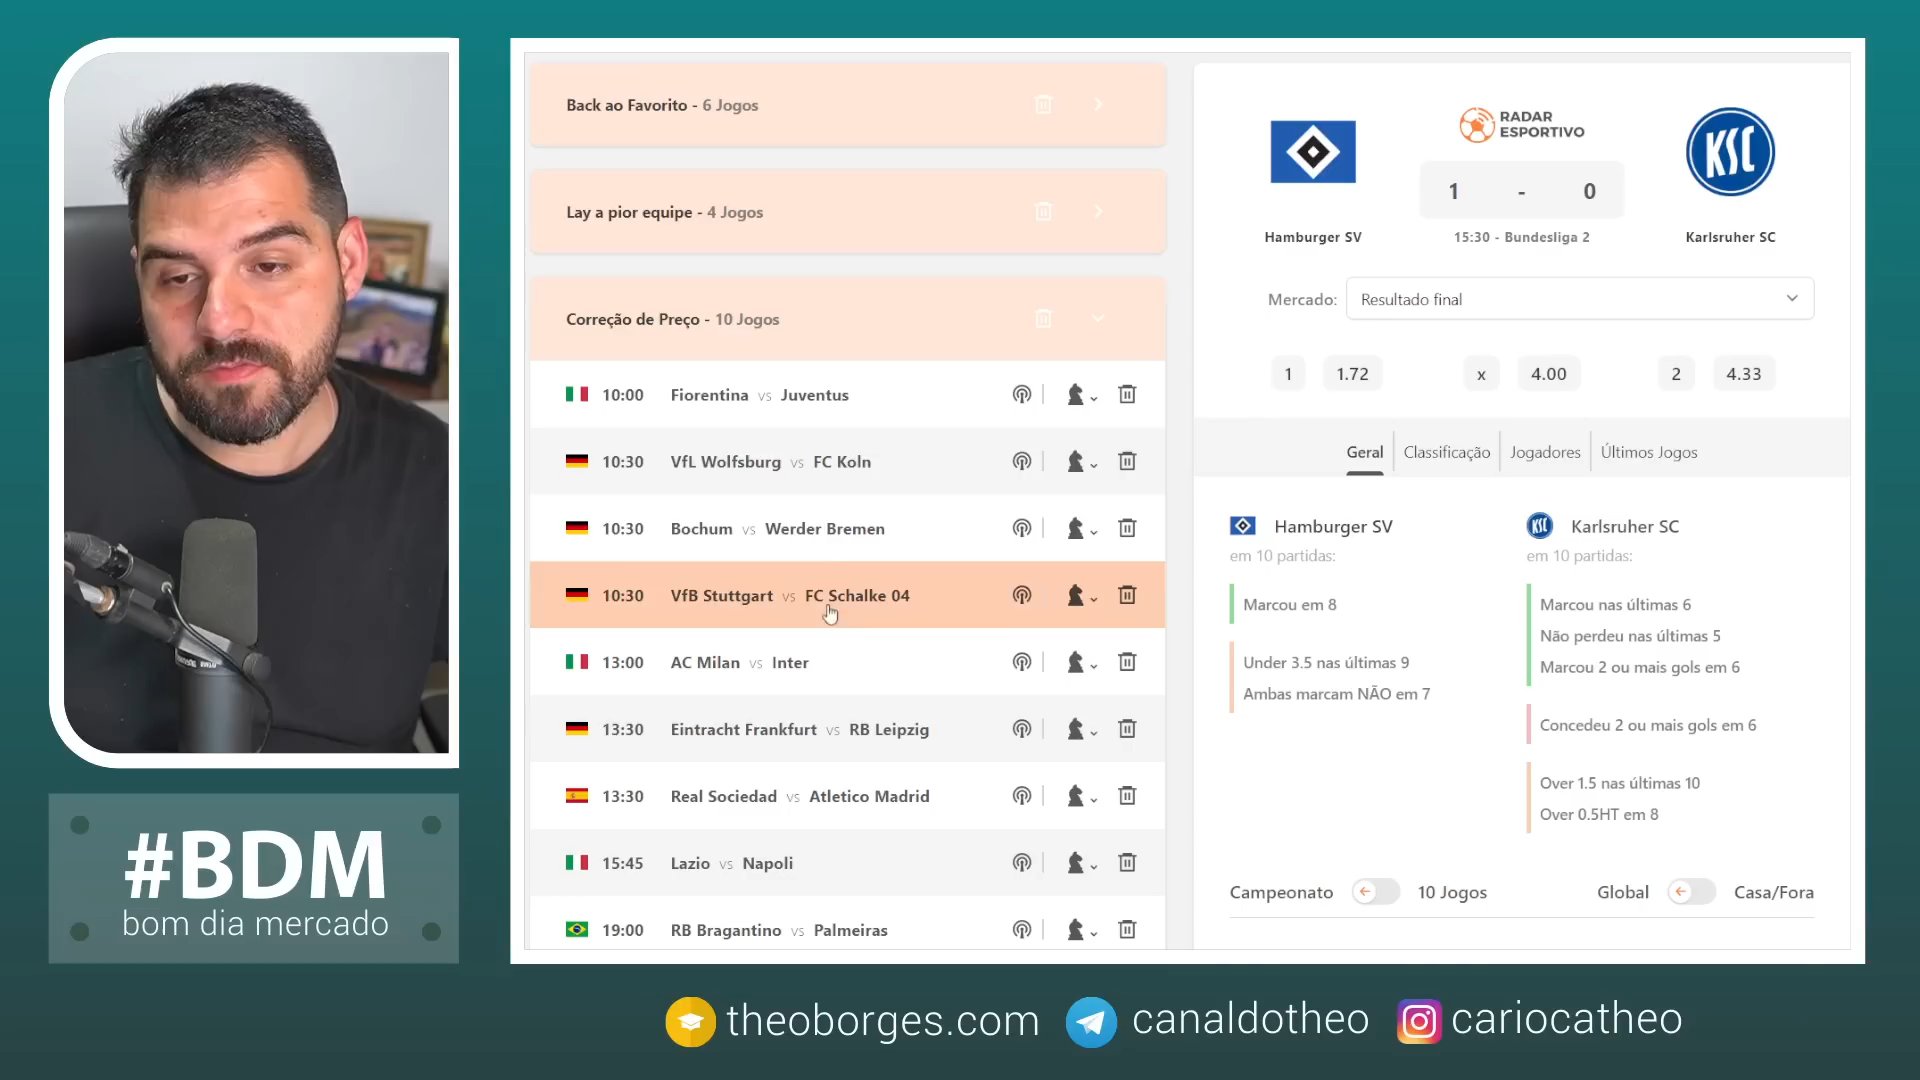 Back ao Favorito - 6 Jogos
Lay a pior equipe - 4 Jogos
Correção de Preço - 10 Jogos
10:00 Fiorentina vs Juventus
10:30 VfL Wolfsburg vs FC Koln
10:30 Bochum vs Werder Bremen
10:30 VfB Stuttgart vs FC Schalke 04
13:00 AC Milan vs Inter
13:30 Eintracht Frankfurt vs RB Leipzig
13:30 Real Sociedad vs Atletico Madrid
15:45 Lazio vs Napoli
19:00 RB Bragantino vs Palmeiras
RADAR
ESPORTIVO
KSC
1 - 0
Hamburger SV 15:30 - Bundesliga 2 Karlsruher SC
Mercado: Resultado final
1 1.72 x 4.00 2 4.33
Geral Classificação Jogadores Últimos Jogos
Hamburger SV
em 10 partidas:
Marcou em 8
Under 3.5 nas últimas 9
Ambas marcam NÃO em 7
KSC Karlsruher SC
em 10 partidas:
Marcou nas últimas 6
Não perdeu nas últimas 5
Marcou 2 ou mais gols em 6
Concedeu 2 ou mais gols em 6
Over 1.5 nas últimas 10
Over 0.5HT em 8
Campeonato 10 Jogos Global Casa/Fora
#BDM
bom dia mercado
theoborges.com canaldotheo cariocatheo